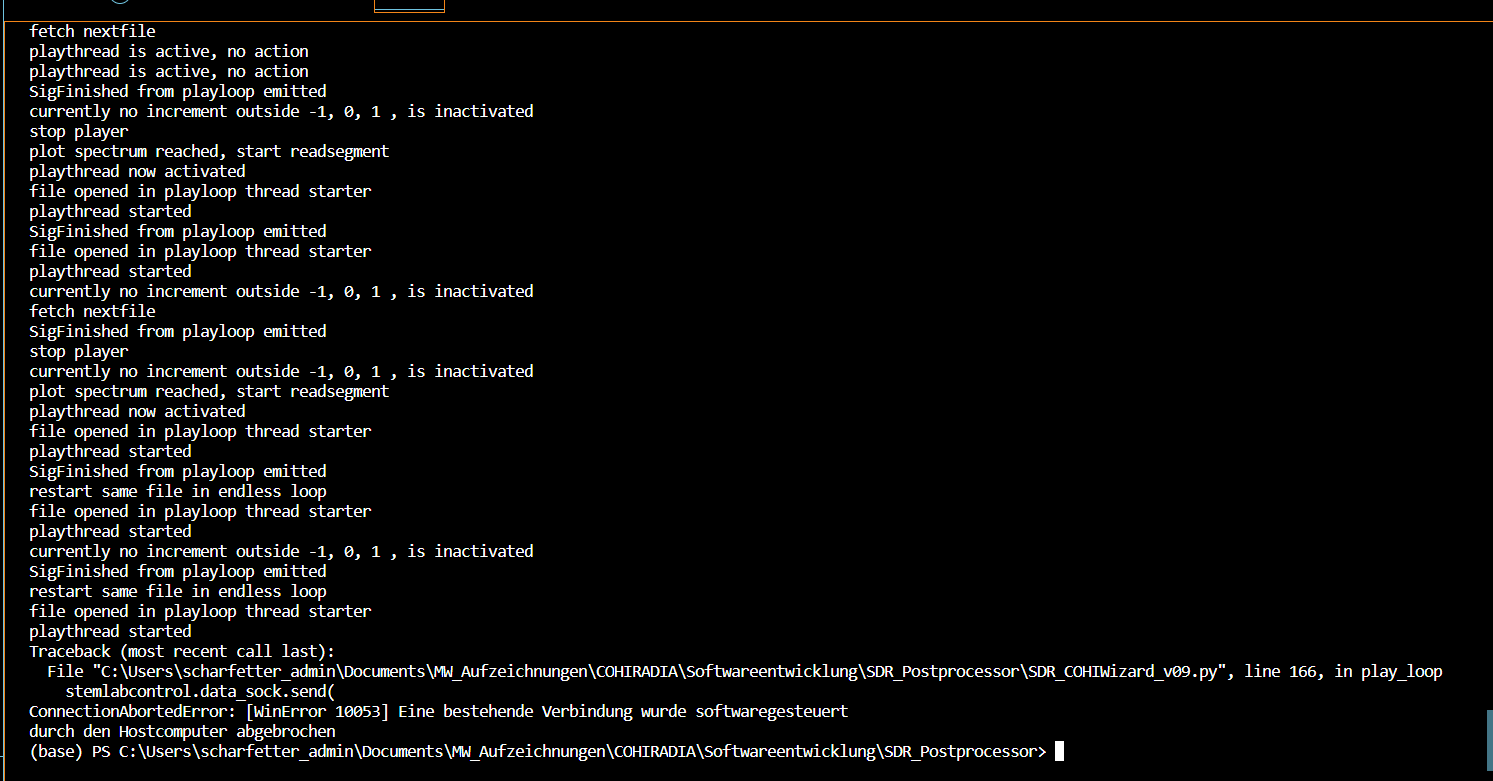 fetch nextfile
playthread is active, no action
playthread is active, no action
SigFinished from playloop emitted
currently no increment outside -1, 0, 1 , is inactivated
stop player
plot spectrum reached, start readsegment
playthread now activated
file opened in playloop thread starter
playthread started
SigFinished from playloop emitted
file opened in playloop thread starter
playthread started
currently no increment outside -1, 0, 1 , is inactivated
fetch nextfile
SigFinished from playloop emitted
stop player
currently no increment outside -1, 0, 1 , is inactivated
plot spectrum reached, start readsegment
playthread now activated
file opened in playloop thread starter
playthread started
SigFinished from playloop emitted
restart same file in endless loop
file opened in playloop thread starter
playthread started
currently no increment outside -1, 0, 1 , is inactivated
SigFinished from playloop emitted
restart same file in endless loop
file opened in playloop thread starter
playthread started
Traceback (most recent call last):
  File "C:\Users\scharfetter_admin\Documents\MW_Aufzeichnungen\COHIRADIA\Softwareentwicklung\SDR_Postprocessor\SDR_COHIWizard_v09.py", line 166, in play_loop
    stemlabcontrol.data_sock.send(
ConnectionAbortedError: [WinError 10053] Eine bestehende Verbindung wurde softwaregesteuert
durch den Hostcomputer abgebrochen
(base) PS C:\Users\scharfetter_admin\Documents\MW_Aufzeichnungen\COHIRADIA\Softwareentwicklung\SDR_Postprocessor>